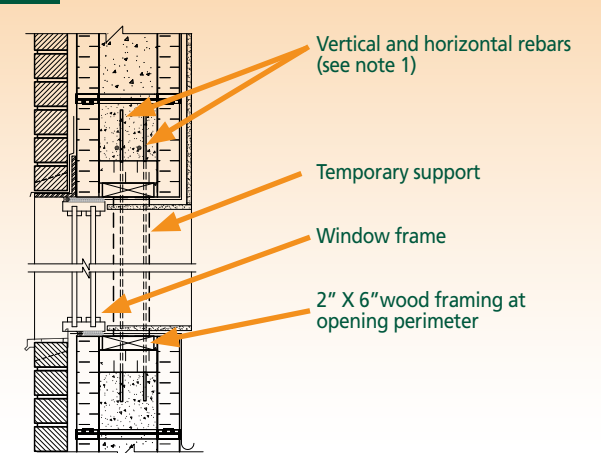 Vertical and horizontal rebars
(see note 1)
Temporary support
Window frame
2” X 6”wood framing at
opening perimeter